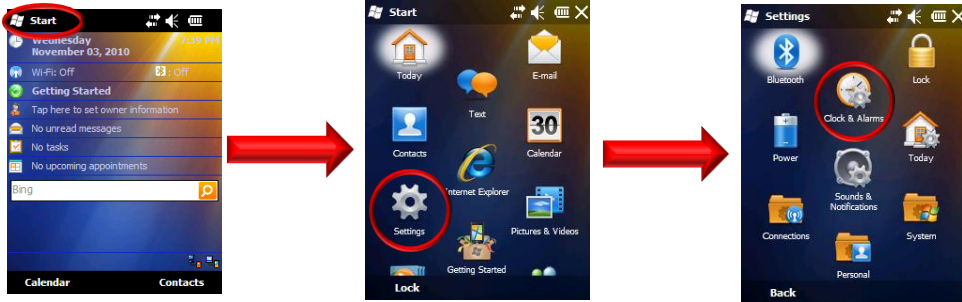 Start
Wednesday
7:39 PM
November 03, 2010
Wi-Fi: Off
: Off
Getting Started
Tap here to set owner information
No unread messages
No tasks
No upcoming appointments
Bing
Calendar
Contacts
Start
Today
E-mail
Text
30
Contacts
Calendar
Internet Explorer
Settings
Pictures & Videos
Getting Started
Lock
Settings
Bluetooth
Lock
Clock & Alarms
Power
Today
Sounds &
Notifications
Connections
System
Personal
Back